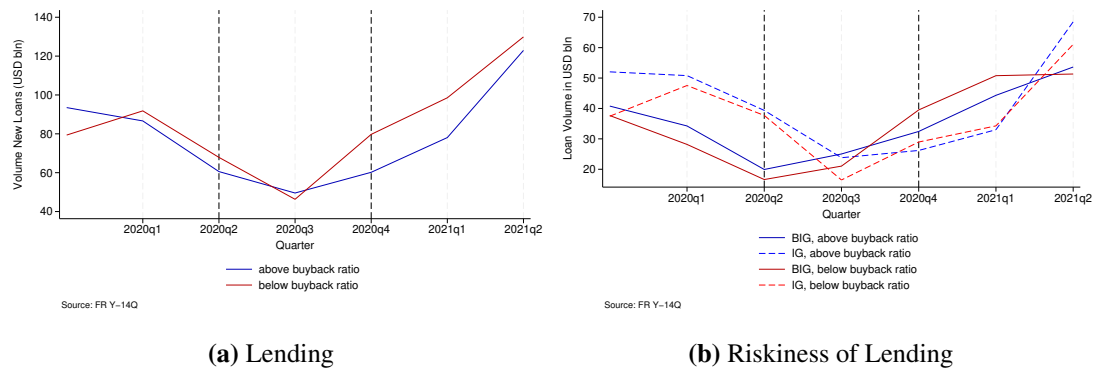 Volume New Loans (USD bln)
140
120
100
80
60
40
2020q1 2020q2 2020q3 2020q4 2021q1 2021q2
Quarter
above buyback ratio
below buyback ratio
Source: FR Y−14Q
(a) Lending
Loan Volume in USD bln
70
60
50
40
30
20
2020q1 2020q2 2020q3 2020q4 2021q1 2021q2
Quarter
BIG, above buyback ratio
IG, above buyback ratio
BIG, below buyback ratio
IG, below buyback ratio
Source: FR Y−14Q
(b) Riskiness of Lending